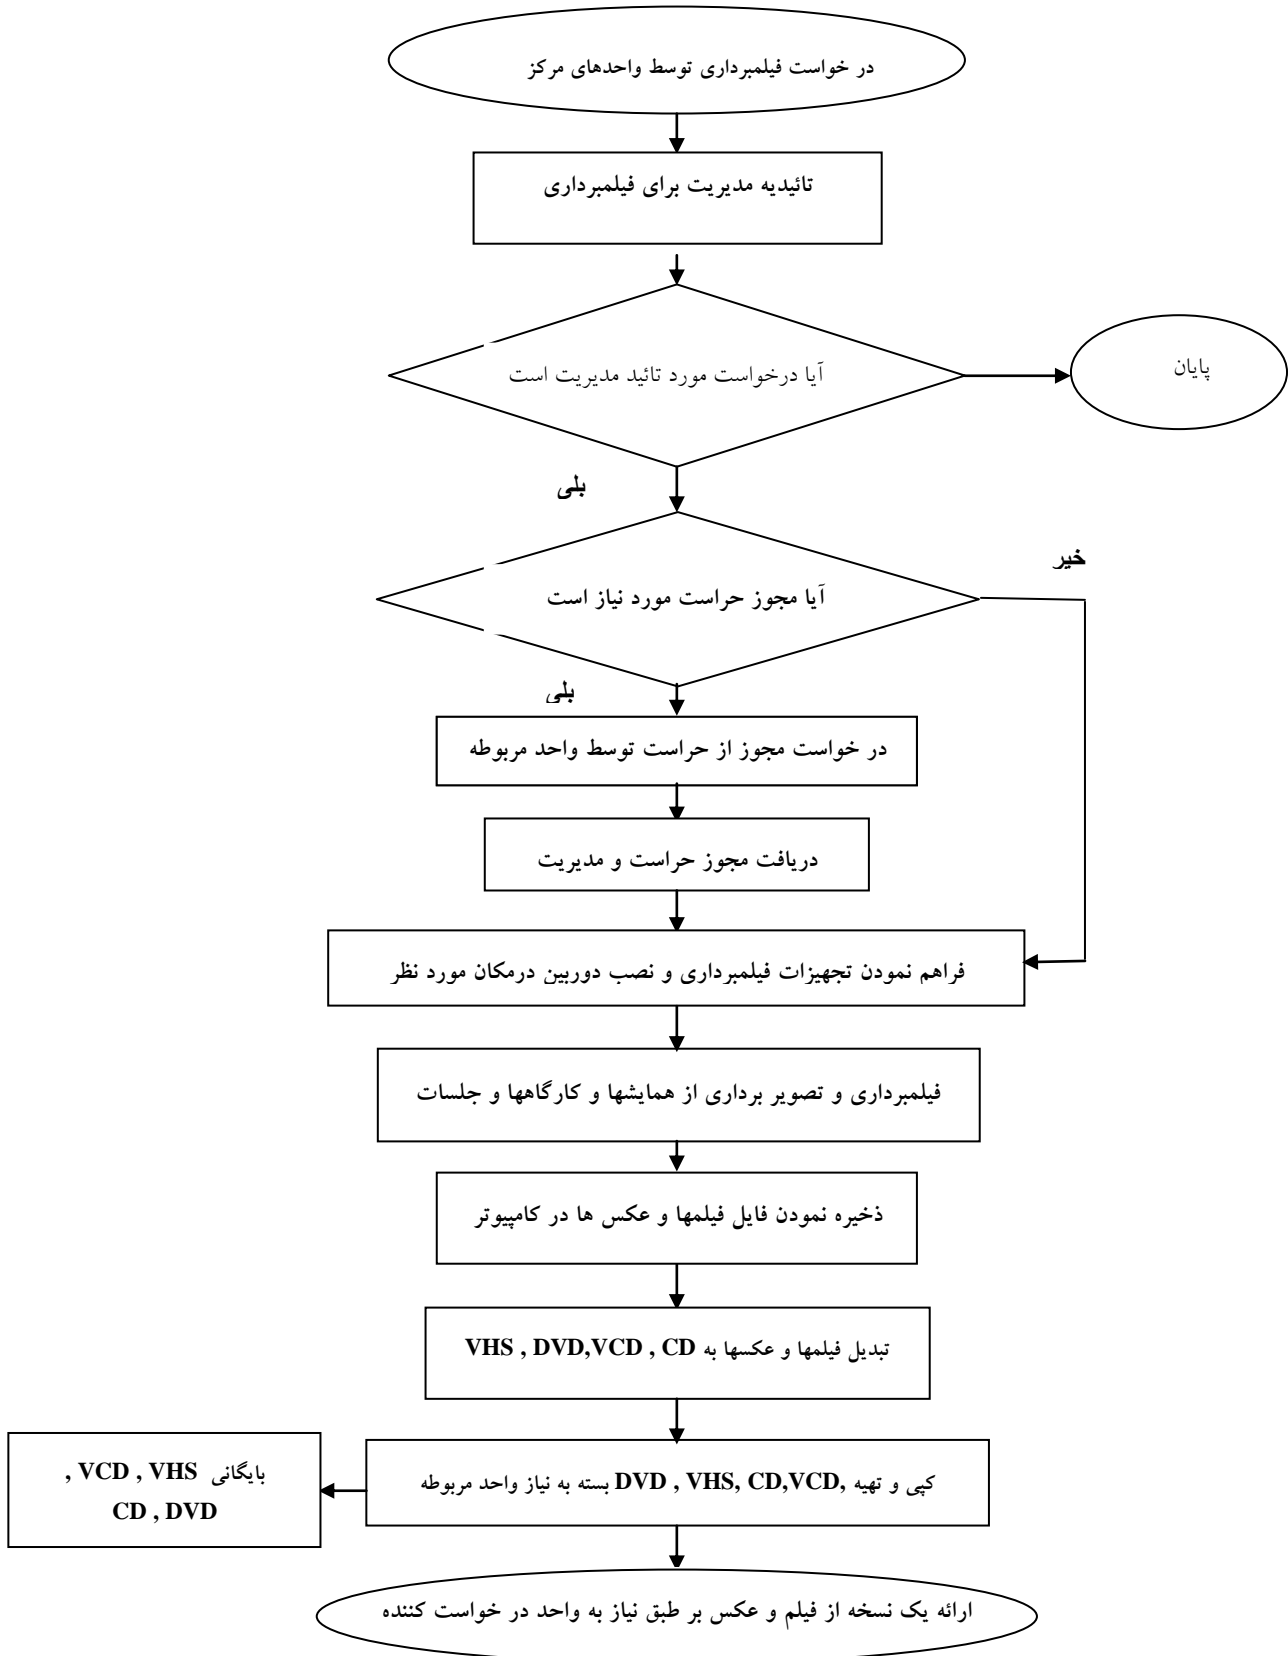 در خواست فیلمبرداری توسط واحدهای مرکز
تائیدیه مدیریت برای فیلمبرداری
آیا درخواست مورد تائید مدیریت است
پایان
بلی
آیا مجوز حراست مورد نیاز است
خیر
بلی
در خواست مجوز از حراست توسط واحد مربوطه
دریافت مجوز حراست و مدیریت
فراهم نمودن تجهیزات فیلمبرداری و نصب دوربین درمکان مورد نظر
فیلمبرداری و تصویر برداری از همایشها و کارگاهها و جلسات
ذخیره نمودن فایل فیلمها و عکس ها در کامپیوتر
تبدیل فیلمها و عکسها به VHS , DVD,VCD , CD
کپی و تهیه DVD , VHS, CD,VCD, بسته به نیاز واحد مربوطه
بایگانی VCD , VHS ,
CD , DVD
ارائه یک نسخه از فیلم و عکس بر طبق نیاز به واحد در خواست کننده